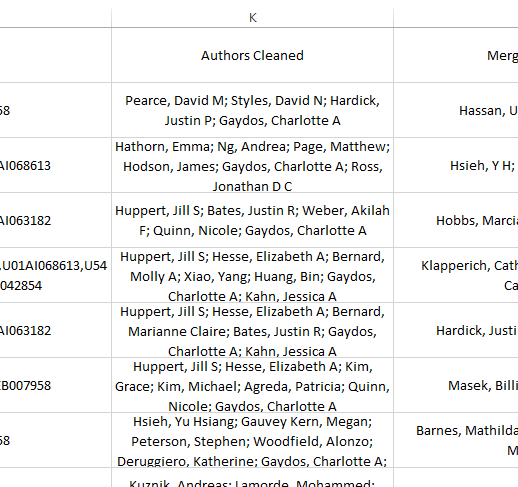 K
Authors Cleaned
Merg
58
Pearce, David M; Styles, David N; Hardick,
Justin P; Gaydos, Charlotte A
Hassan, U
AI068613
Hathorn, Emma; Ng, Andrea; Page, Matthew;
Hodson, James; Gaydos, Charlotte A; Ross,
Jonathan D C
Hsieh, Y H;
AI063182
Huppert, Jill S; Bates, Justin R; Weber, Akilah
F; Quinn, Nicole; Gaydos, Charlotte A
Hobbs, Marcia
,U01AI068613,U54
042854
Huppert, Jill S; Hesse, Elizabeth A; Bernard,
Molly A; Xiao, Yang; Huang, Bin; Gaydos,
Charlotte A; Kahn, Jessica A
Klapperich, Cath
Ca
AI063182
Huppert, Jill S; Hesse, Elizabeth A; Bernard,
Marianne Claire; Bates, Justin R; Gaydos,
Charlotte A; Kahn, Jessica A
Hardick, Justi
EB007958
Huppert, Jill S; Hesse, Elizabeth A; Kim,
Grace; Kim, Michael; Agreda, Patricia; Quinn,
Nicole; Gaydos, Charlotte A
Masek, Billi
58
Hsieh, Yu Hsiang; Gauvey Kern, Megan;
Peterson, Stephen; Woodfield, Alonzo;
Deruggiero, Katherine; Gaydos, Charlotte A;
Barnes, Mathilda
M
Kuznik, Andreas; Lamorde, Mohammed;